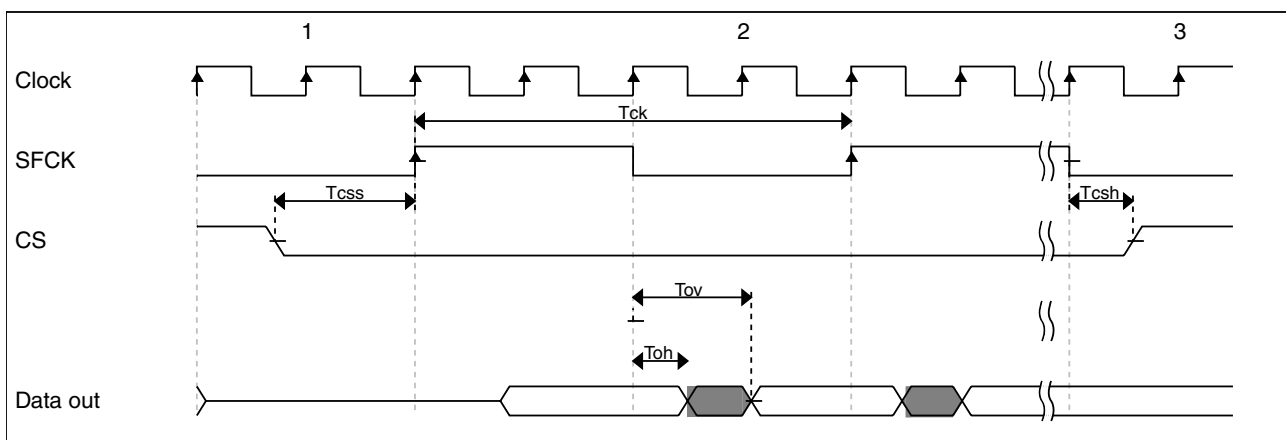 1 2 3
Clock
Tck
SFCK
Tcss Tcsh
CS
Tov
Toh
Data out